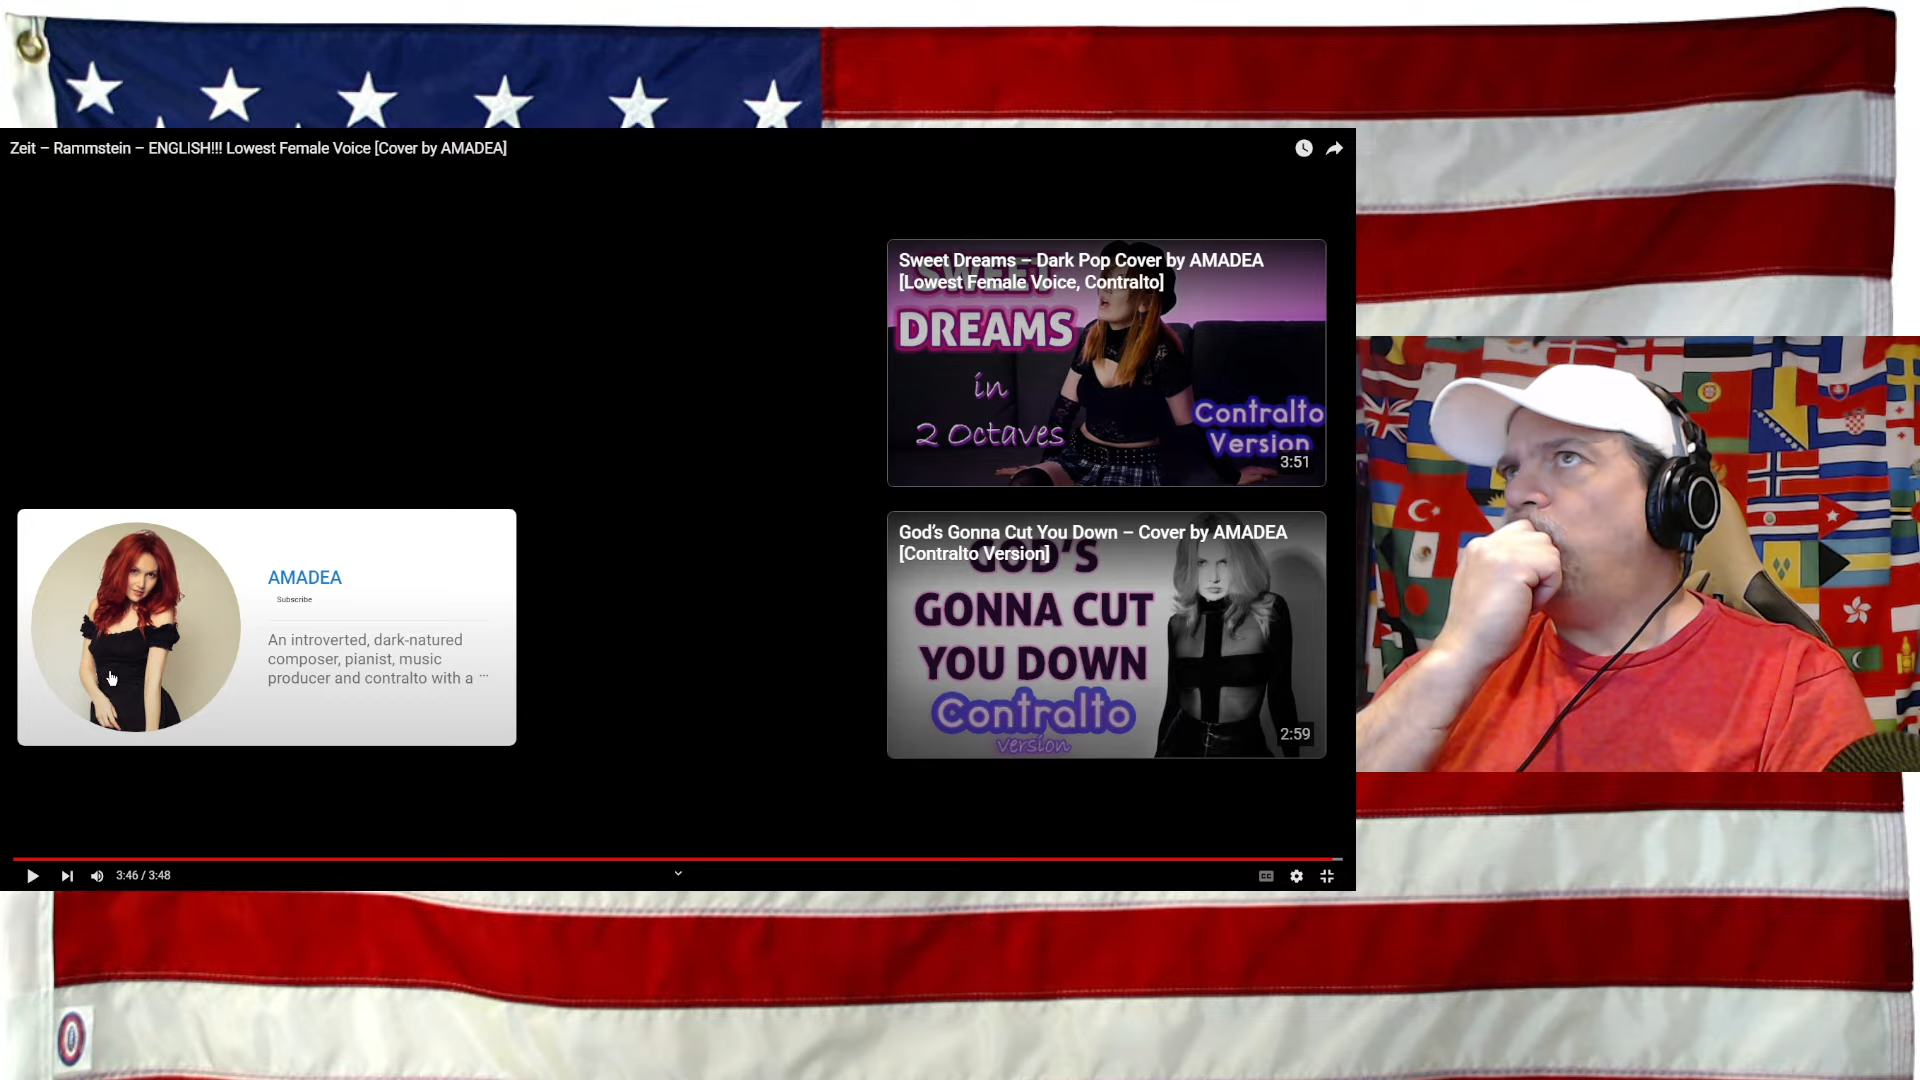 Zeit – Rammstein – ENGLISH!!! Lowest Female Voice [Cover by AMADEA]
Sweet Dreams – Dark Pop Cover by AMADEA
[Lowest Female Voice, Contralto]
SWEET
DREAMS
in
2 Octaves
Contralto
Version
3:51
God's Gonna Cut You Down – Cover by AMADEA
[Contralto Version]
GOD'S
GONNA CUT
YOU DOWN
Contralto
version
2:59
AMADEA
Subscribe
An introverted, dark-natured
composer, pianist, music
producer and contralto with a ...
3:46 / 3:48
CC